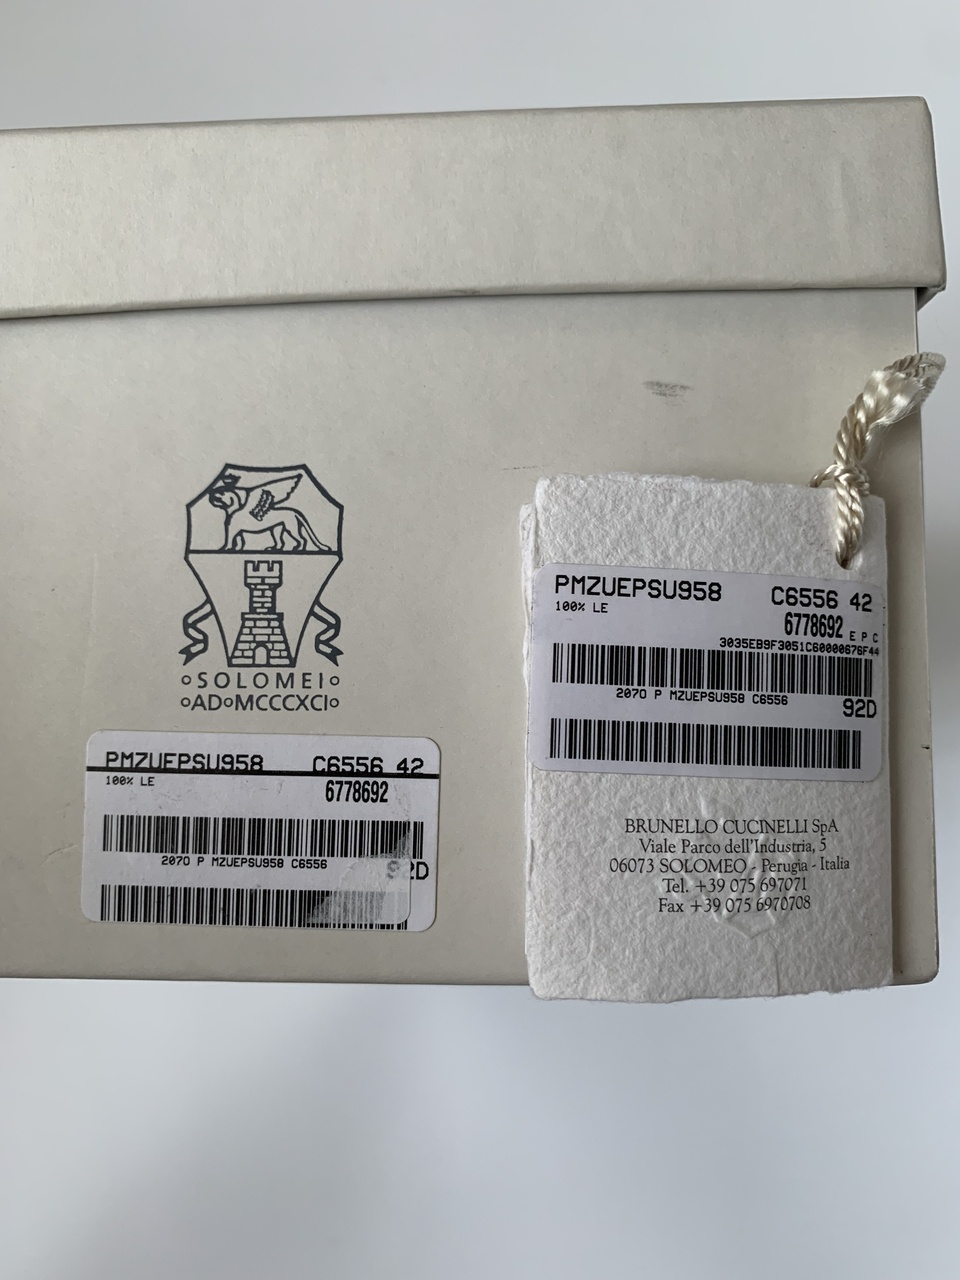 SOLOMEI
AD MCCCXCI
PMZUEPSU958 C6556 42
100% LE
6778692
2070 P MZUEPSU958 C6556
92D
PMZUEPSU958 C6556 42
100% LE
6778692 E P C
3035EB9F3051C60000676F44
2070 P MZUEPSU958 C6556
92D
BRUNELLO CUCINELLI SpA
Viale Parco dell'Industria, 5
06073 SOLOMEO - Perugia - Italia
Tel. +39 075 697071
Fax +39 075 6970708